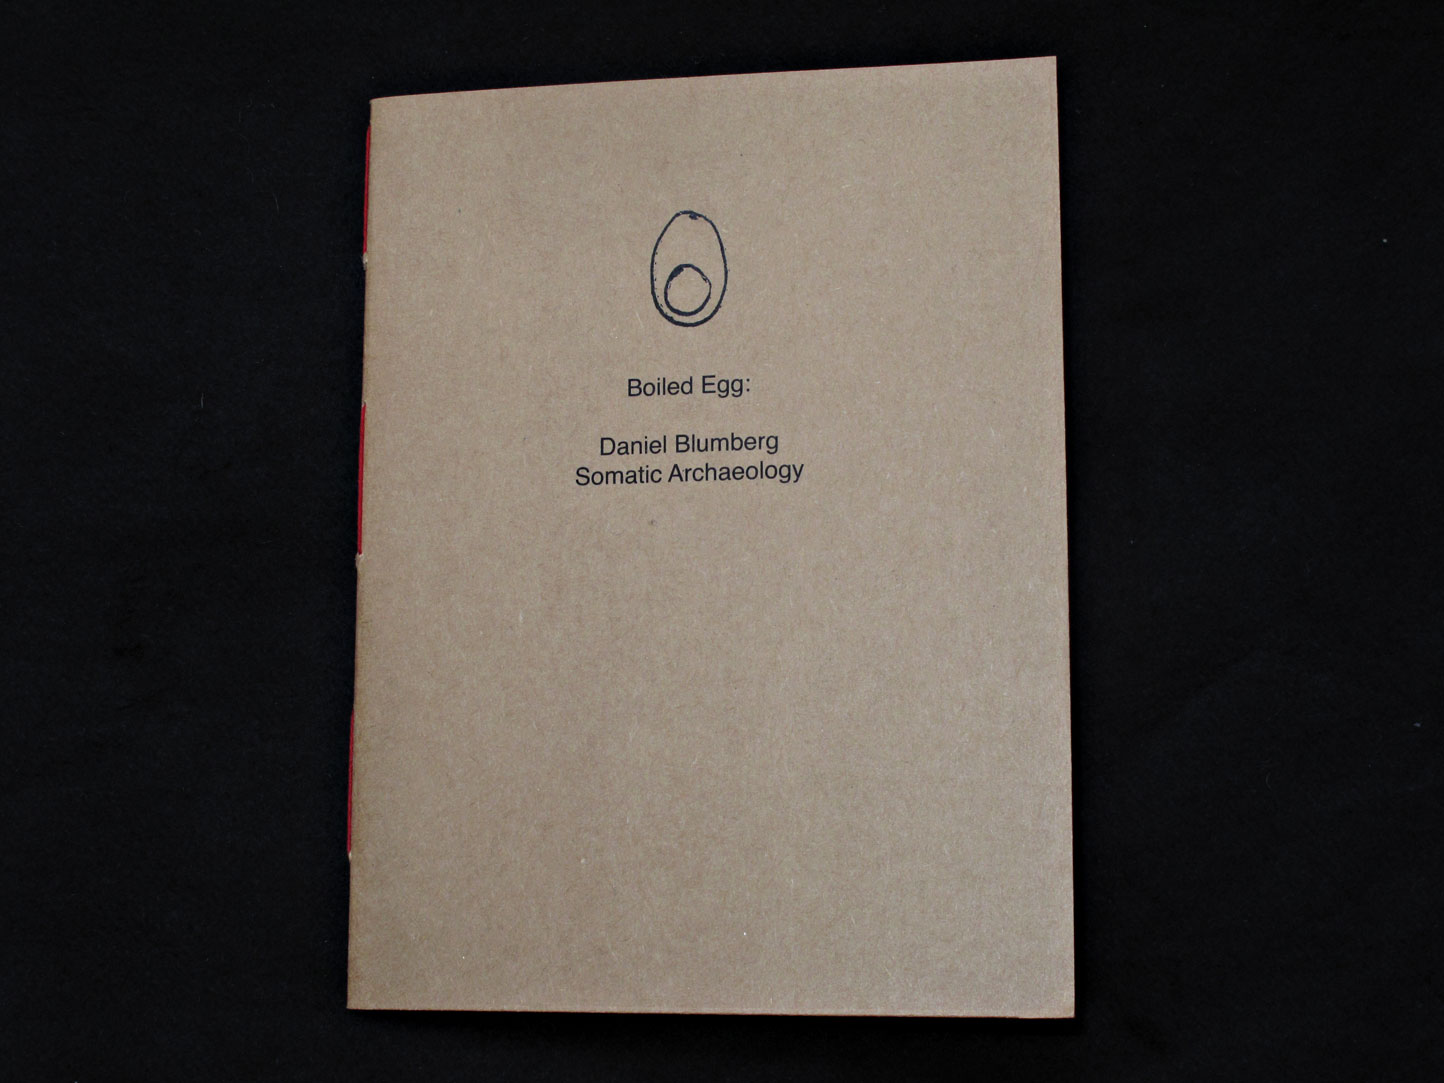 Boiled Egg:
Daniel Blumberg
Somatic Archaeology